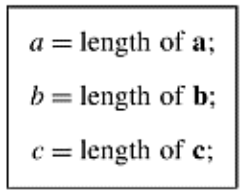 a = length of a;
b = length of b;
c = length of c;